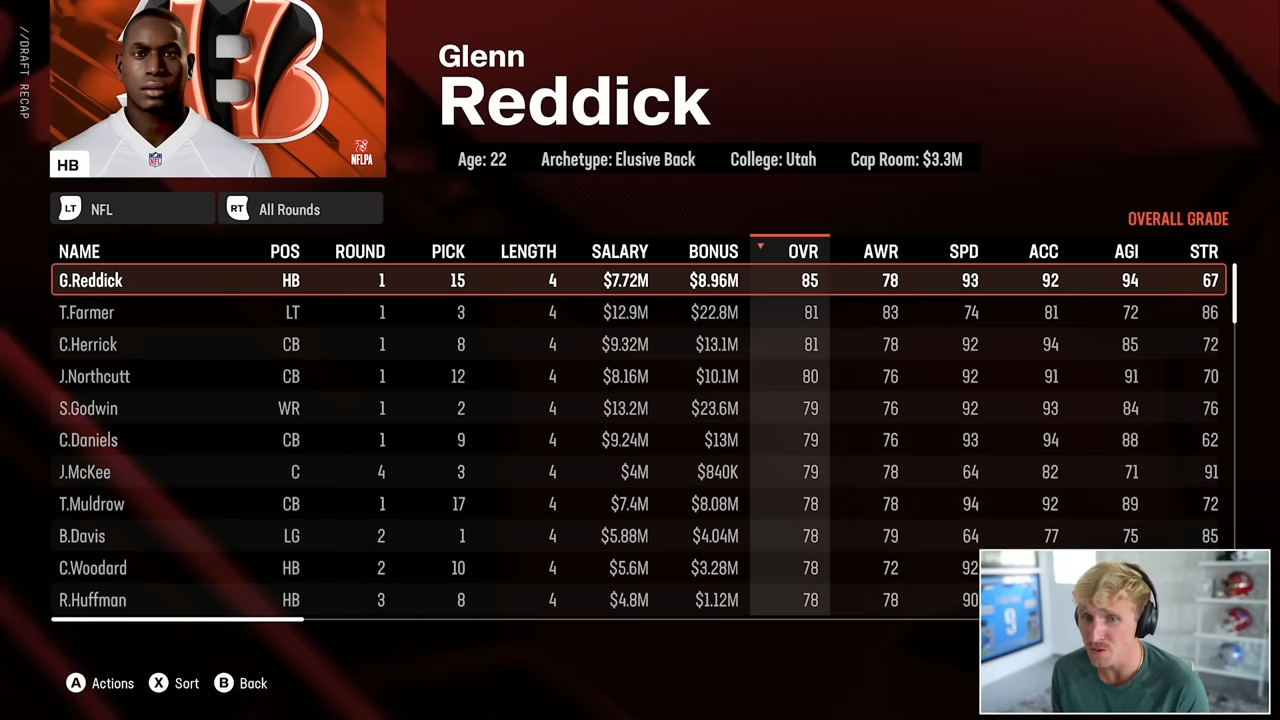 //DRAFT RECAP
Glenn
Reddick
HB
NFL
NFLPA
Age: 22 Archetype: Elusive Back College: Utah Cap Room: $3.3M
LT NFL RT All Rounds
OVERALL GRADE
NAME POS ROUND PICK LENGTH SALARY BONUS OVR AWR SPD ACC AGI STR
G.Reddick HB 1 15 4 $7.72M $8.96M 85 78 93 92 94 67
T.Farmer LT 1 3 4 $12.9M $22.8M 81 83 74 81 72 86
C.Herrick CB 1 8 4 $9.32M $13.1M 81 78 92 94 85 72
J.Northcutt CB 1 12 4 $8.16M $10.1M 80 76 92 91 91 70
S.Godwin WR 1 2 4 $13.2M $23.6M 79 76 92 93 84 76
C.Daniels CB 1 9 4 $9.24M $13M 79 76 93 94 88 62
J.McKee C 4 3 4 $4M $840K 79 78 64 82 71 91
T.Muldrow CB 1 17 4 $7.4M $8.08M 78 78 94 92 89 72
B.Davis LG 2 1 4 $5.88M $4.04M 78 79 64 77 75 85
C.Woodard HB 2 10 4 $5.6M $3.28M 78 72 92
R.Huffman HB 3 8 4 $4.8M $1.12M 78 78 90
9
A Actions X Sort B Back